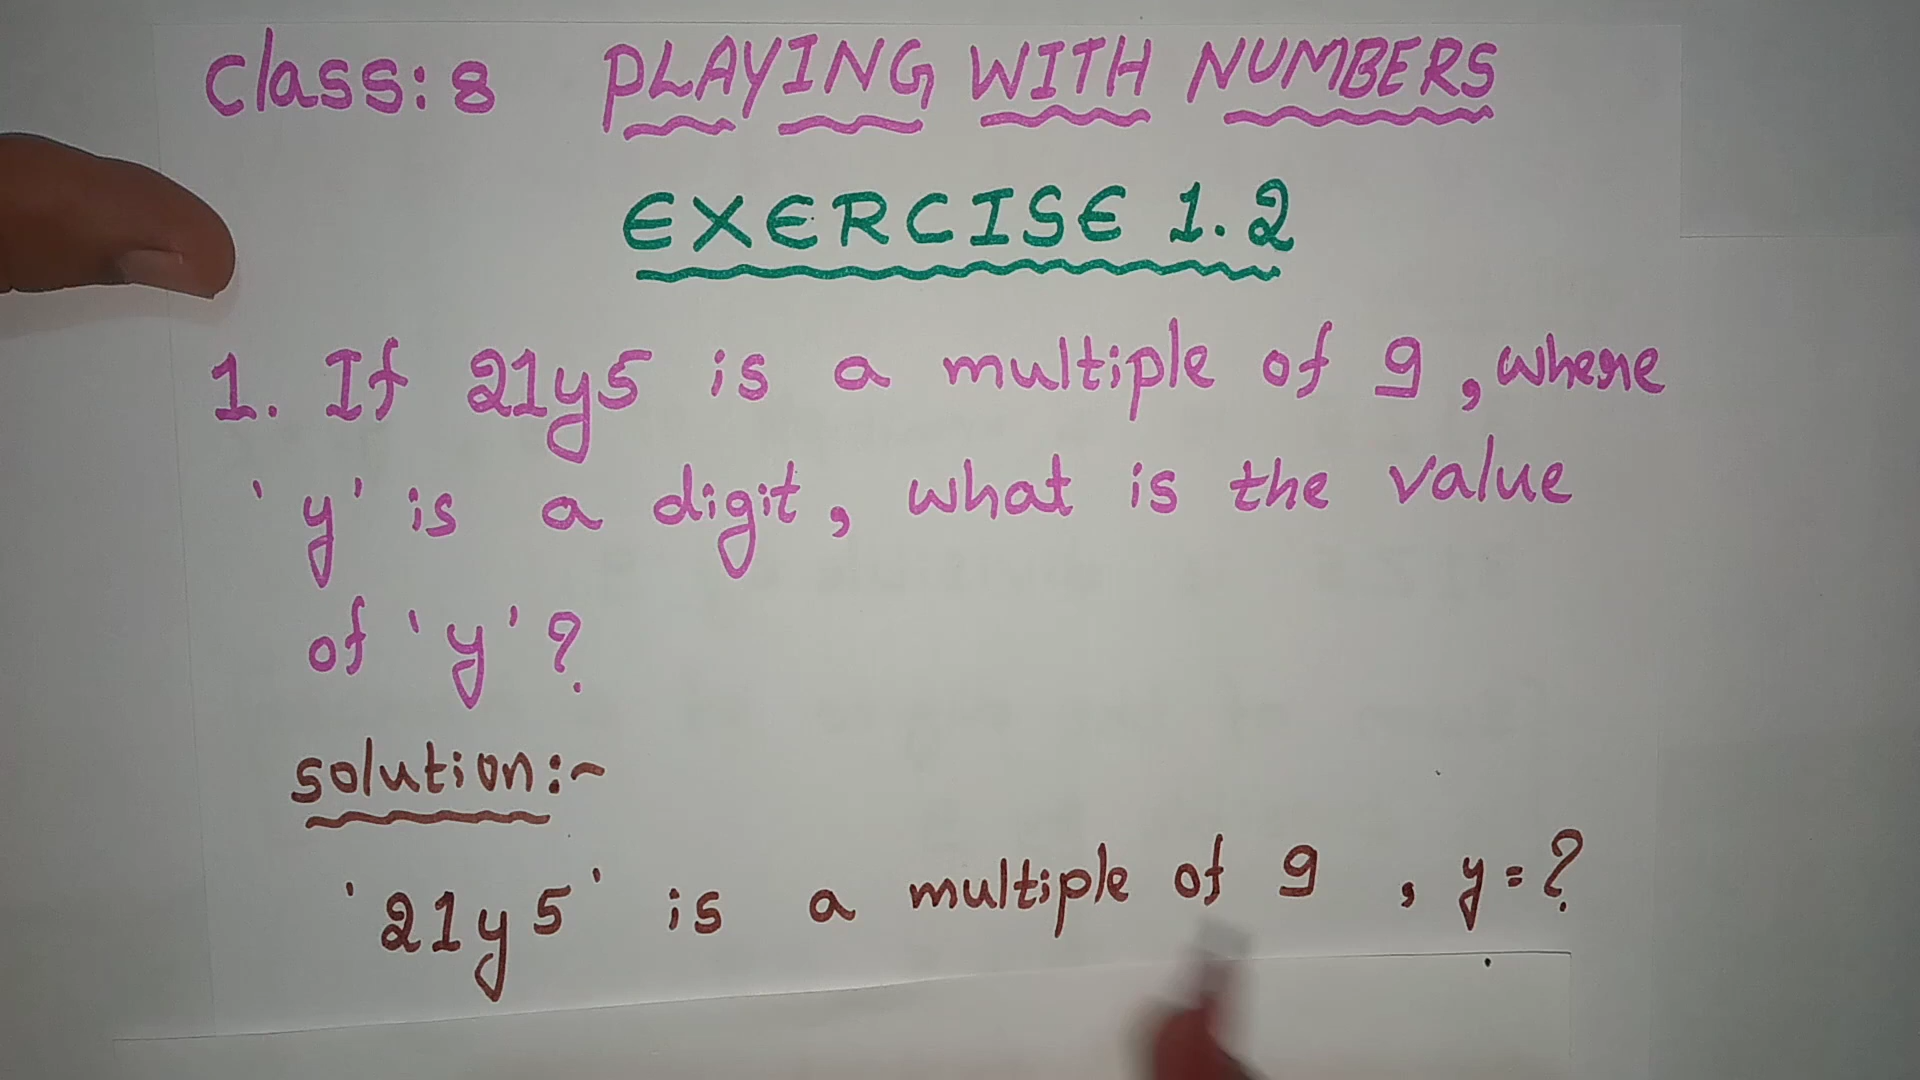 Class: 8 PLAYING WITH NUMBERS
EXERCISE 1.2
1. If 21y5 is a multiple of 9, where
'y' is a digit, what is the value
of 'y'?
solution:-
'21y5' is a multiple of 9, y=?